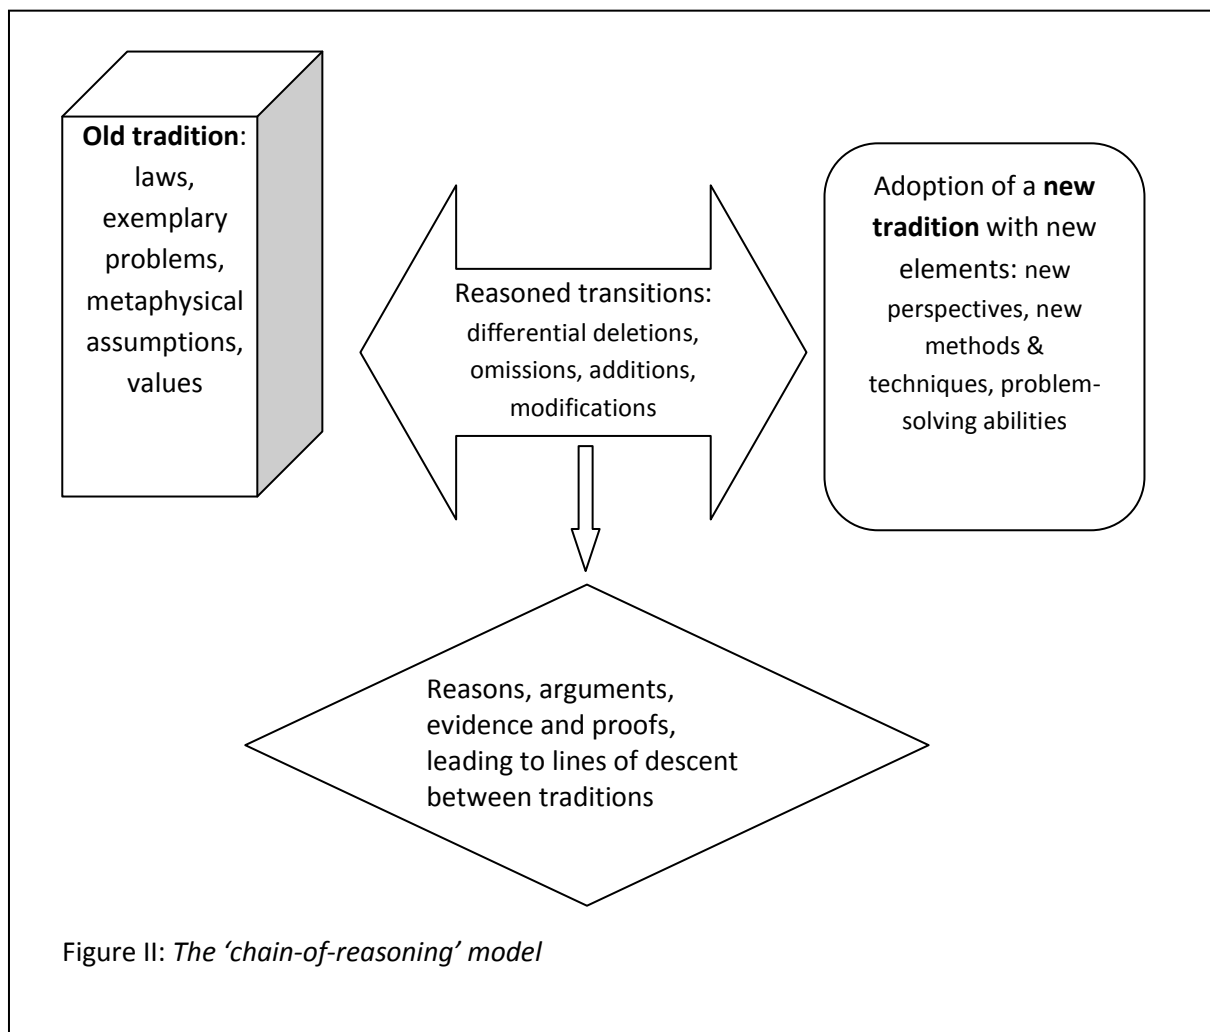 Old tradition:
laws,
exemplary
problems,
metaphysical
assumptions,
values
Reasoned transitions:
differential deletions,
omissions, additions,
modifications
Adoption of a new
tradition with new
elements: new
perspectives, new
methods &
techniques, problem-
solving abilities
Reasons, arguments,
evidence and proofs,
leading to lines of descent
between traditions
Figure II: The ‘chain-of-reasoning’ model